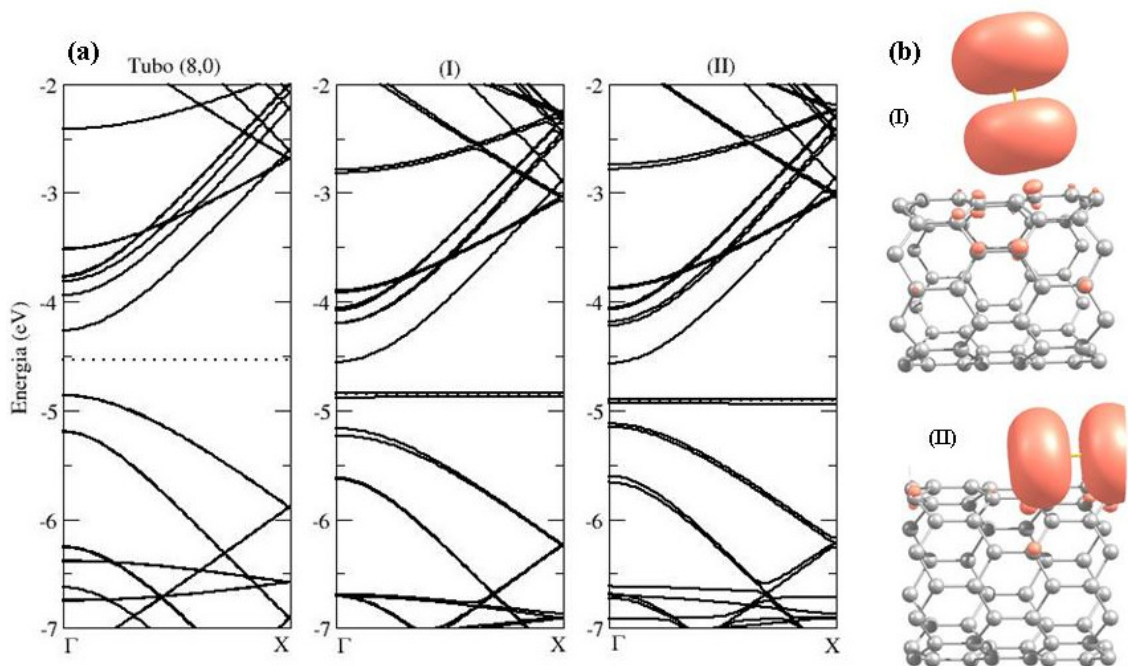 (a)
Tubo (8,0)
(I)
(II)
(b)
Energia (eV)
-2
-3
-4
-5
-6
-7
Γ
X
-2
-3
-4
-5
-6
-7
Γ
X
-2
-3
-4
-5
-6
-7
Γ
X
(I)
(II)